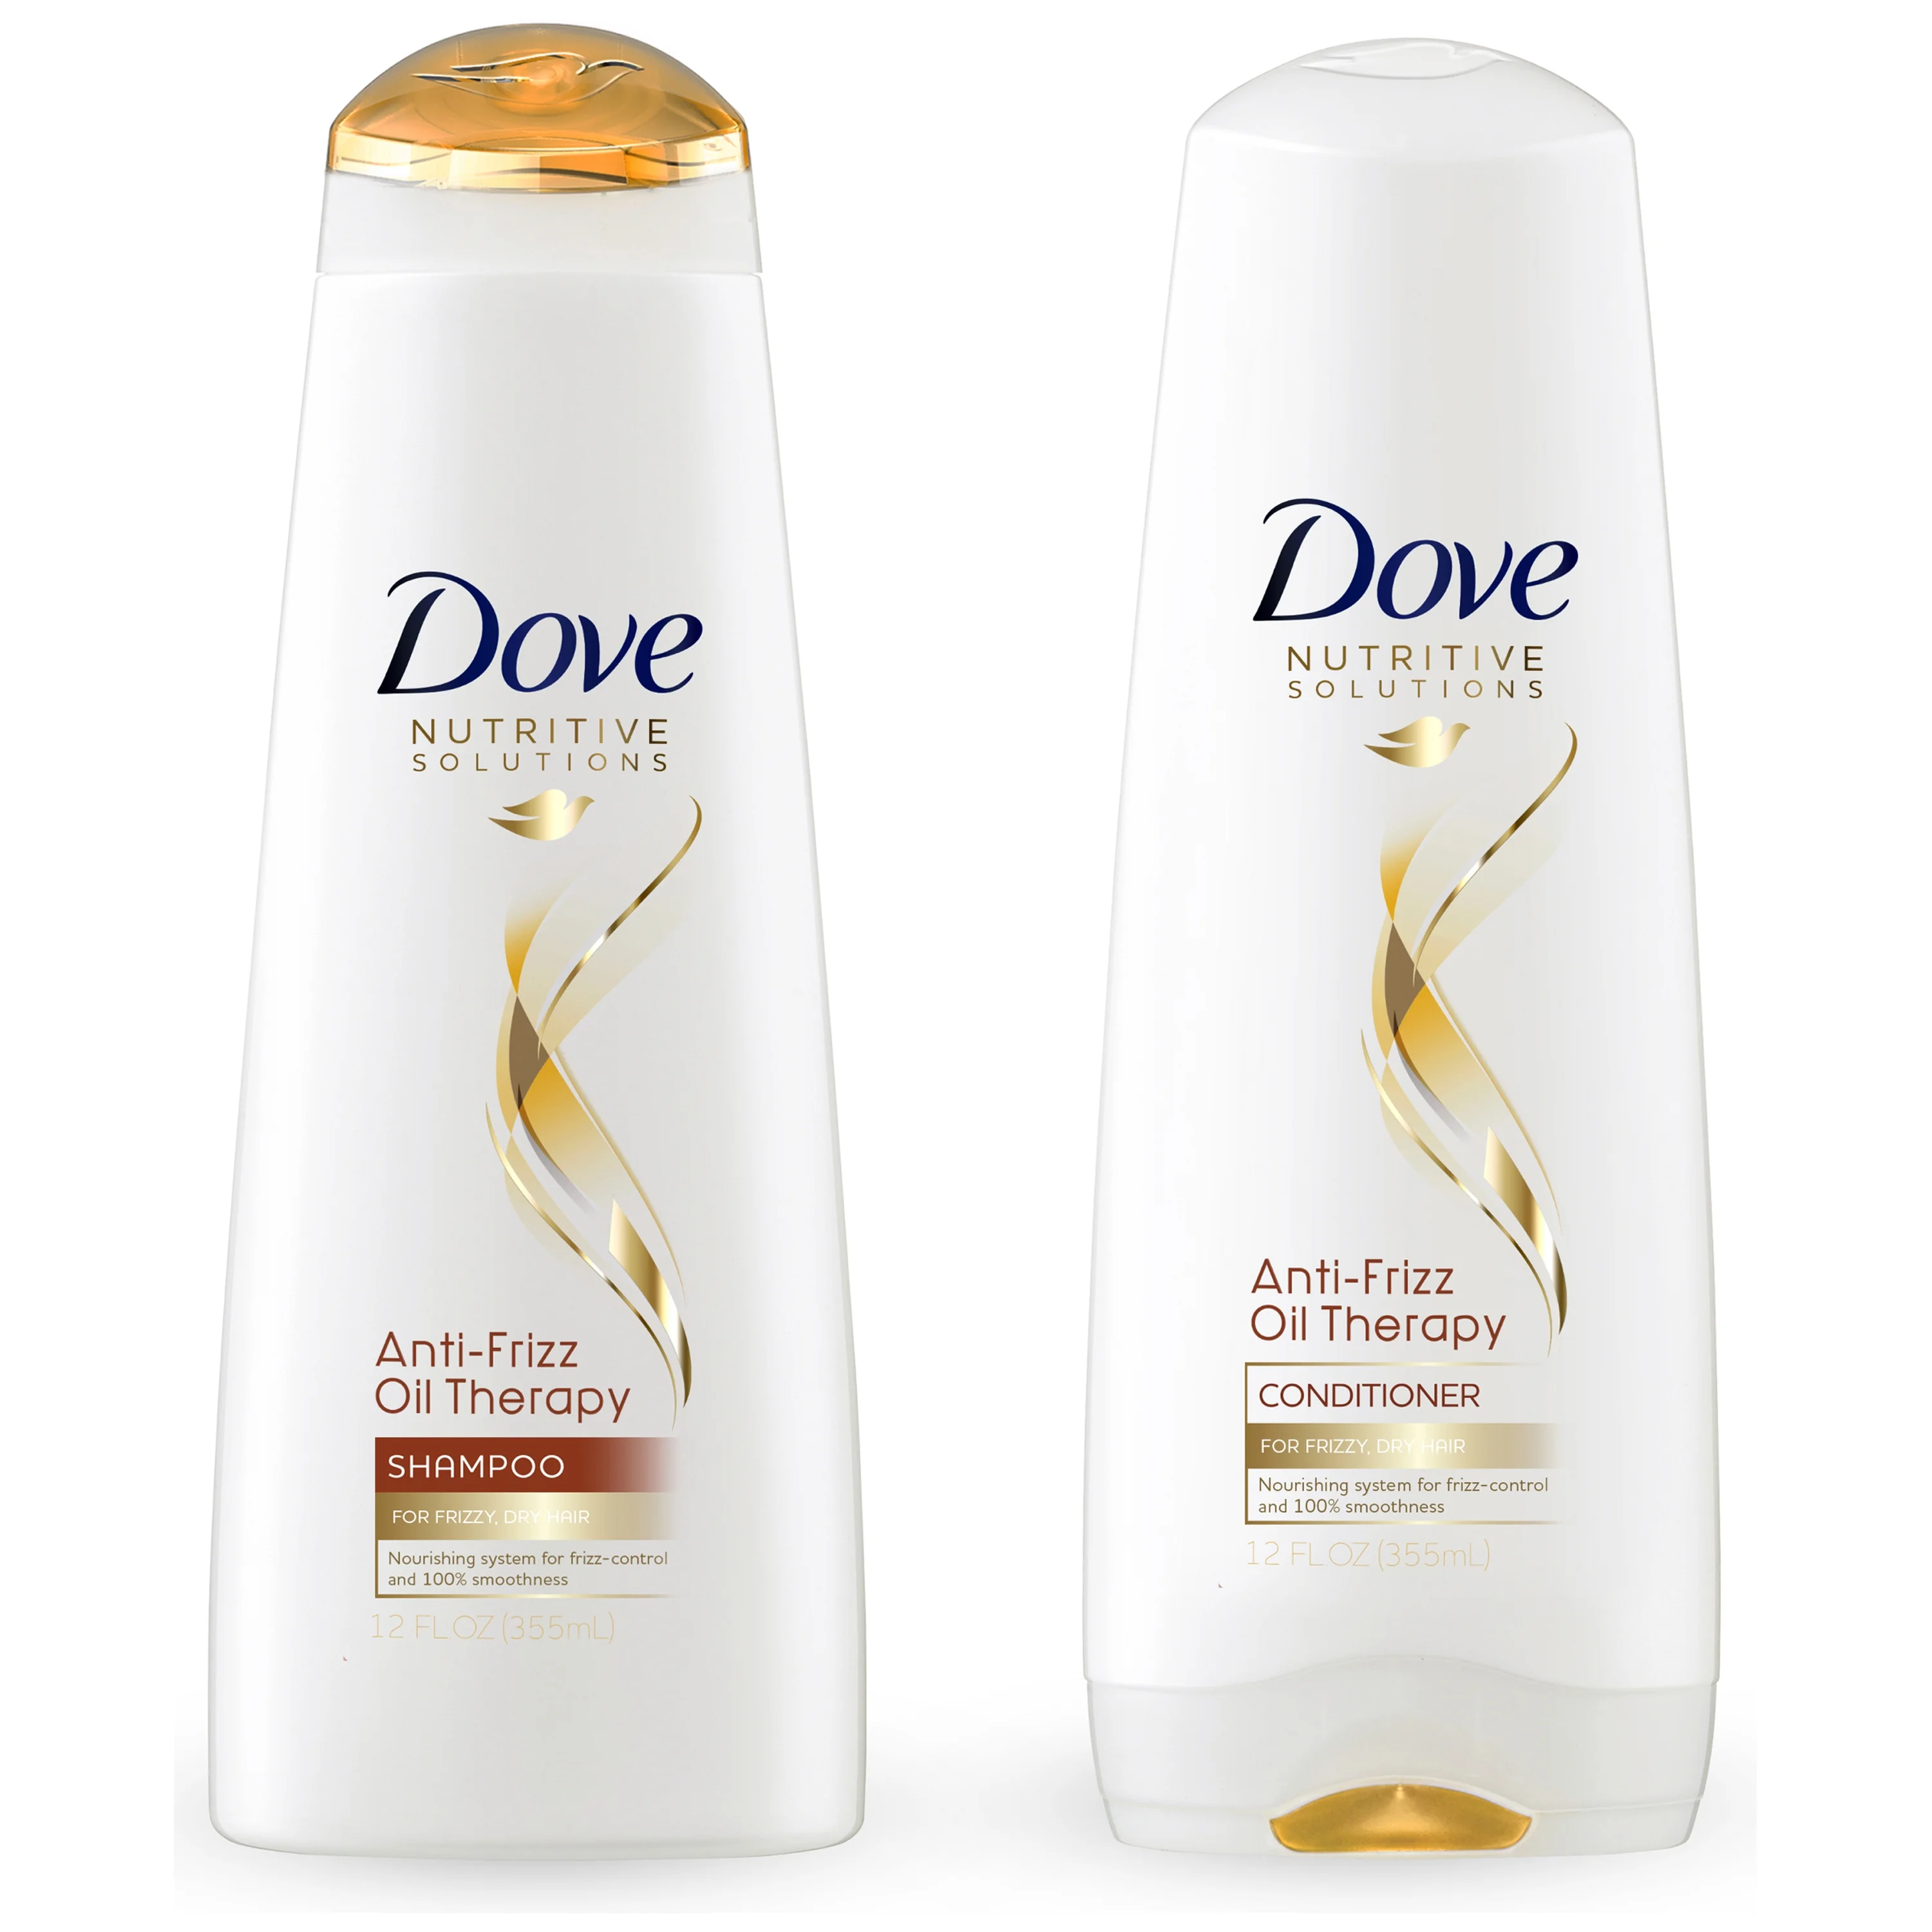 Dove
NUTRITIVE
SOLUTIONS
Anti-Frizz
Oil Therapy
SHAMPOO
FOR FRIZZY, DRY HAIR
Nourishing system for frizz-control
and 100% smoothness
12 FL OZ (355mL)
Dove
NUTRITIVE
SOLUTIONS
Anti-Frizz
Oil Therapy
CONDITIONER
FOR FRIZZY, DRY HAIR
Nourishing system for frizz-control
and 100% smoothness
12 FL OZ (355mL)